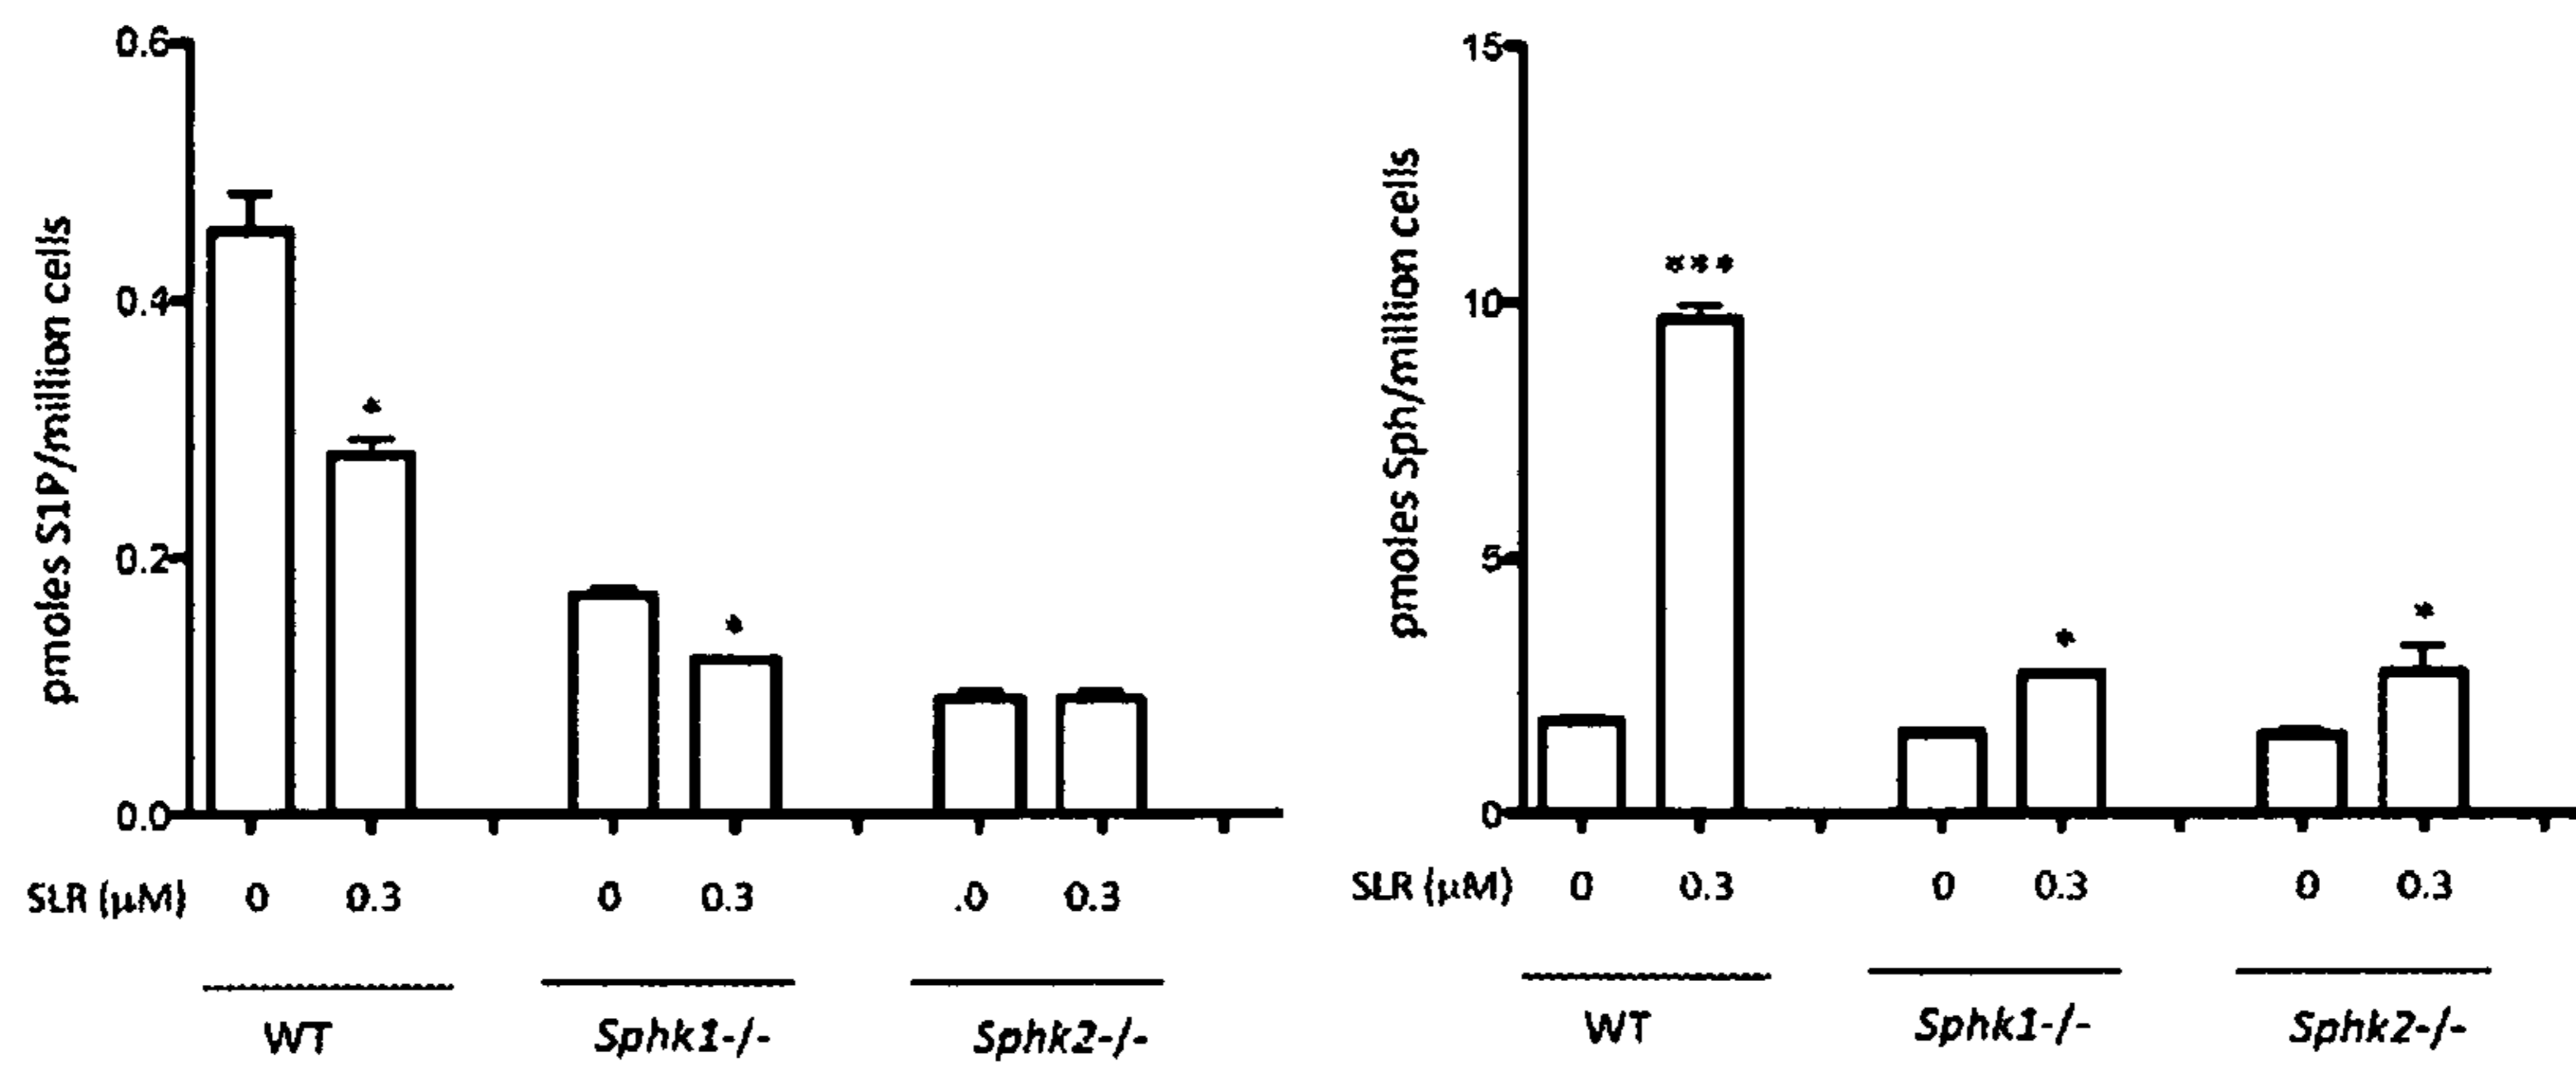 pmoles S1P/million cells
0.6
0.4
0.2
0.0
*
*
SLR (μM) 0 0.3 0 0.3 .0 0.3
WT Sphk1-/- Sphk2-/-
pmoles Sph/million cells
15
10
5
0
***
*
*
SLR (μM) 0 0.3 0 0.3 0 0.3
WT Sphk1-/- Sphk2-/-